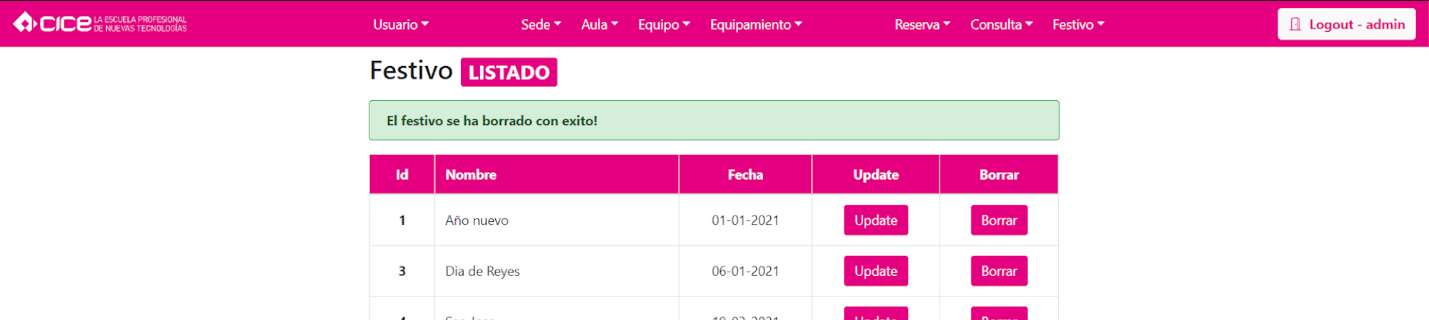 CICE LA ESCUELA PROFESIONAL
DE NUEVAS TECNOLOGÍAS
Usuario Sede Aula Equipo Equipamiento Reserva Consulta Festivo Logout - admin
Festivo LISTADO
El festivo se ha borrado con exito!
Id Nombre Fecha Update Borrar
1 Año nuevo 01-01-2021 Update Borrar
3 Dia de Reyes 06-01-2021 Update Borrar